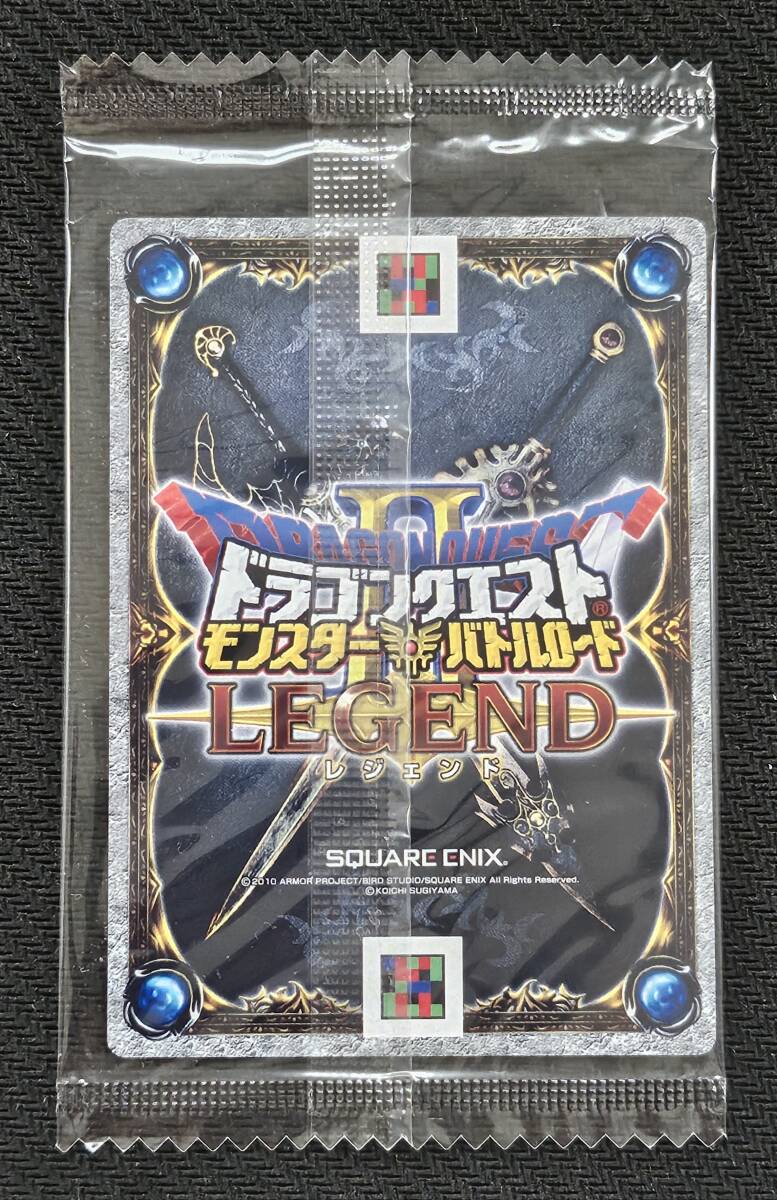 II
DRAGON QUEST
ドラゴンクエスト®
モンスター バトルロード
II
LEGEND
レジェンド
SQUARE ENIX®
©2010 ARMOR PROJECT/BIRD STUDIO/SQUARE ENIX All Rights Reserved.
©KOICHI SUGIYAMA